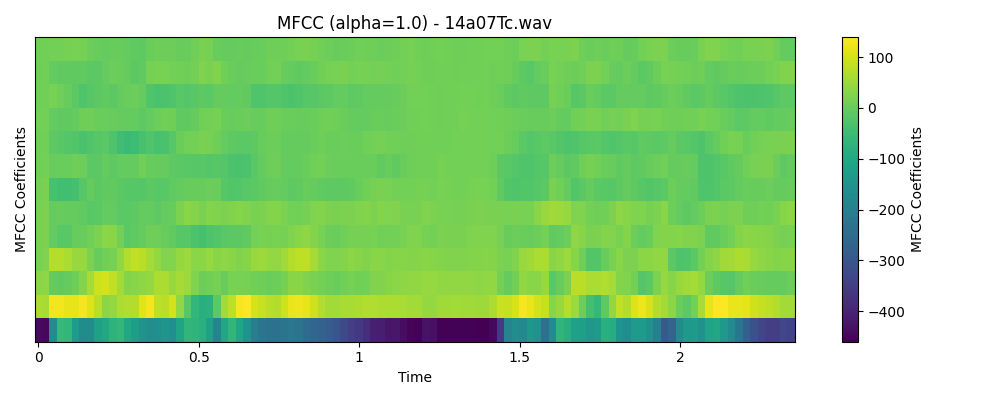 MFCC (alpha=1.0) - 14a07Tc.wav
MFCC Coefficients
0
0.5
1
1.5
2
Time
100
0
−100
−200
−300
−400
MFCC Coefficients